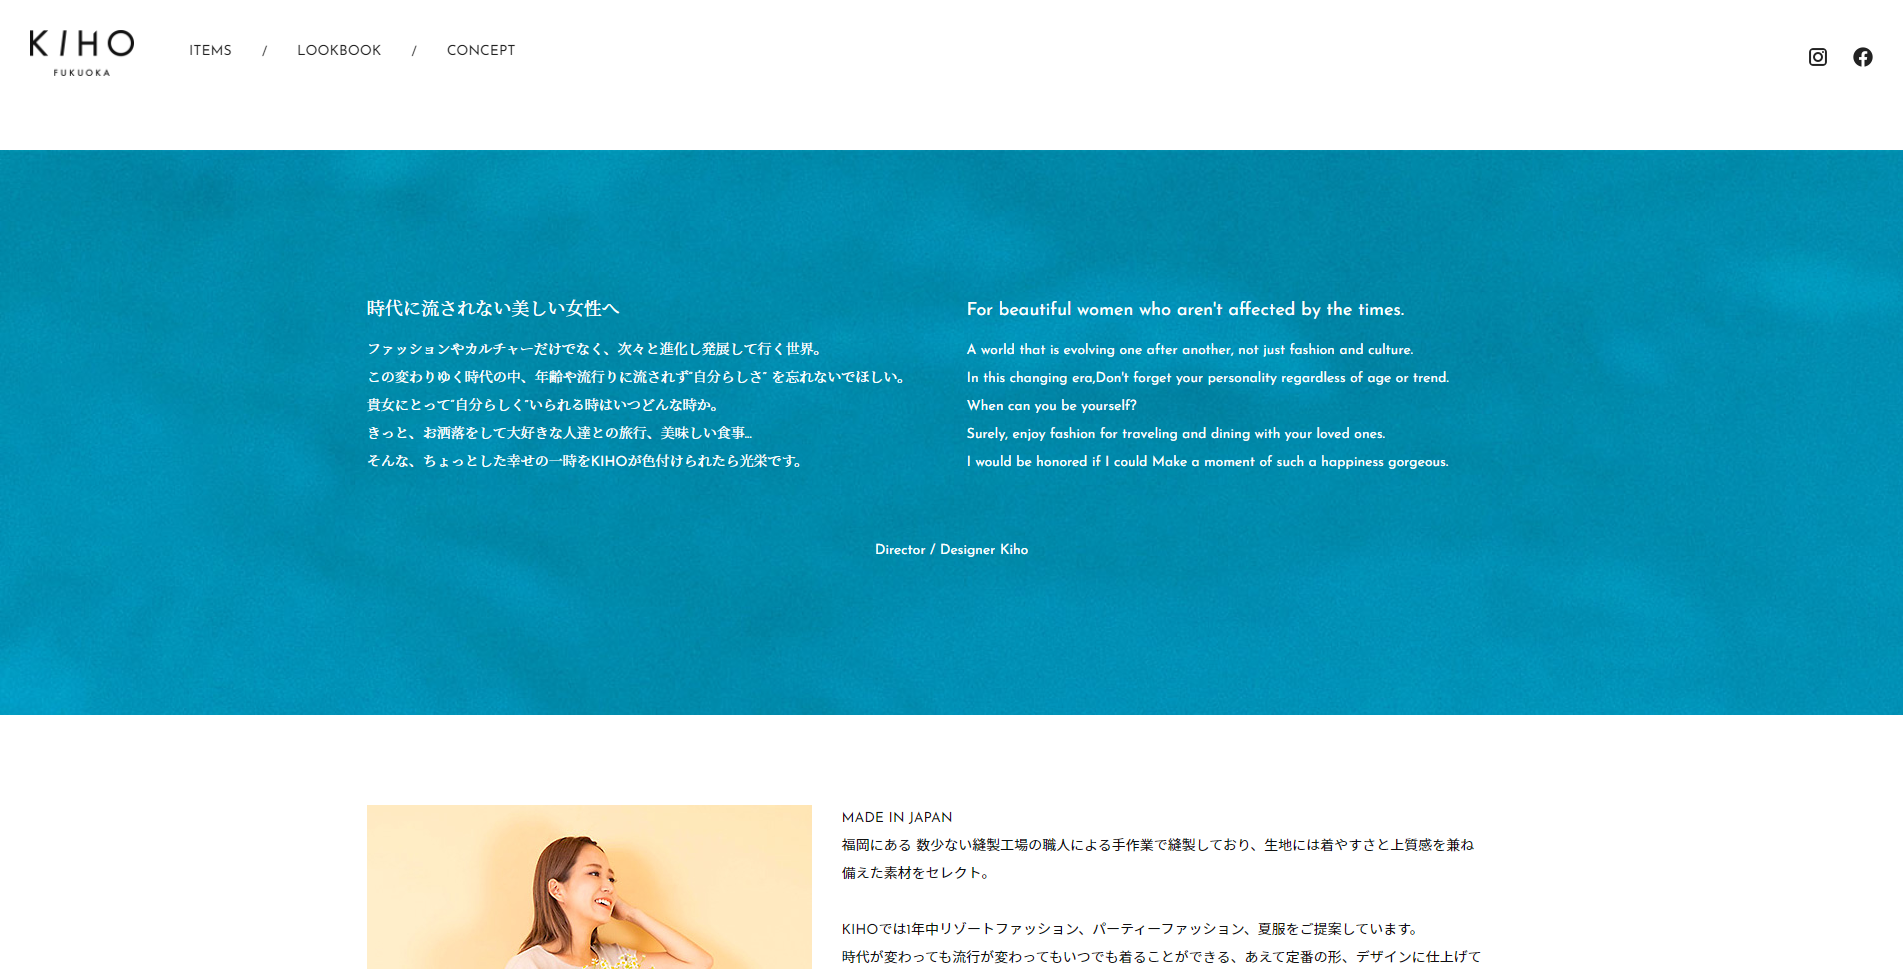 KIHO
FUKUOKA
ITEMS / LOOKBOOK / CONCEPT
時代に流されない美しい女性へ
ファッションやカルチャーだけでなく、次々と進化し発展して行く世界。
この変わりゆく時代の中、年齢や流行りに流されず"自分らしさ" を忘れないでほしい。
貴女にとって"自分らしく"いられる時はいつどんな時か。
きっと、お洒落をして大好きな人達との旅行、美味しい食事...
そんな、ちょっとした幸せの一時をKIHOが色付けられたら光栄です。
For beautiful women who aren't affected by the times.
A world that is evolving one after another, not just fashion and culture.
In this changing era,Don't forget your personality regardless of age or trend.
When can you be yourself?
Surely, enjoy fashion for traveling and dining with your loved ones.
I would be honored if I could Make a moment of such a happiness gorgeous.
Director / Designer Kiho
MADE IN JAPAN
福岡にある 数少ない縫製工場の職人による手作業で縫製しており、生地には着やすさと上質感を兼ね
備えた素材をセレクト。
KIHOでは1年中リゾートファッション、パーティーファッション、夏服をご提案しています。
時代が変わっても流行が変わってもいつでも着ることができる、あえて定番の形、デザインに仕上げて